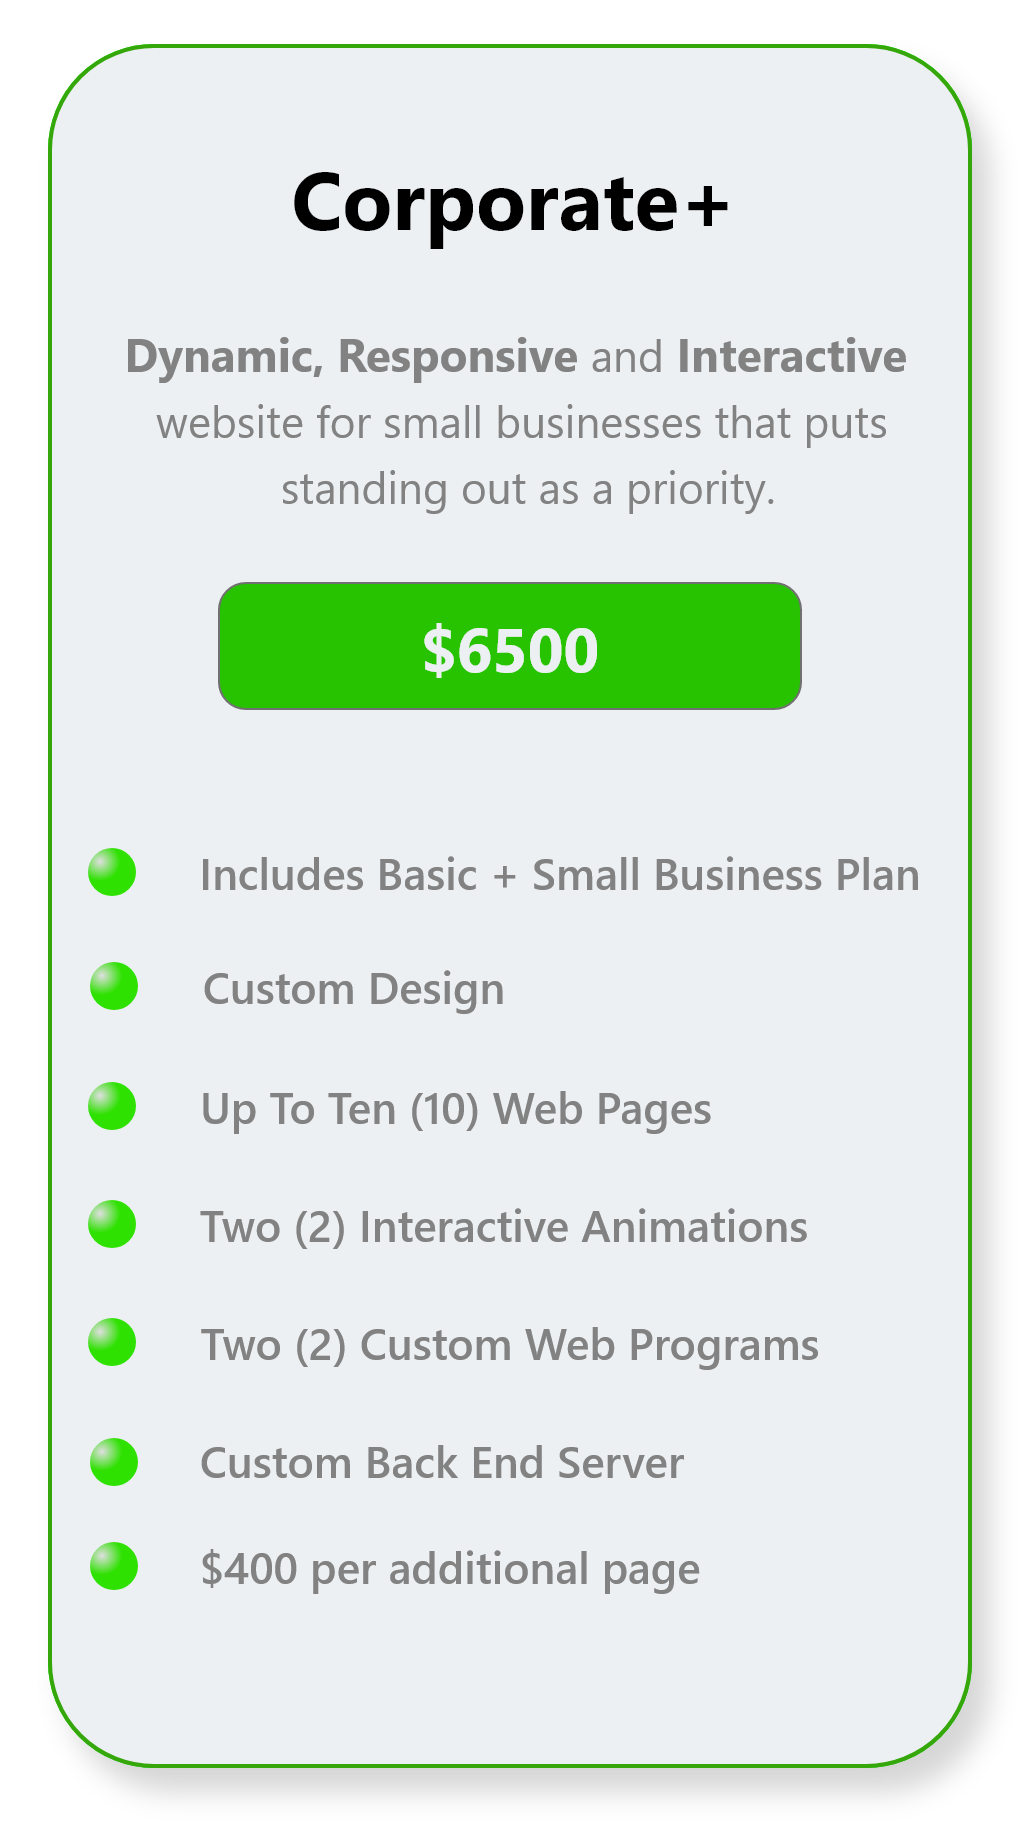 Corporate+
Dynamic, Responsive and Interactive
website for small businesses that puts
standing out as a priority.
$6500
Includes Basic + Small Business Plan
Custom Design
Up To Ten (10) Web Pages
Two (2) Interactive Animations
Two (2) Custom Web Programs
Custom Back End Server
$400 per additional page